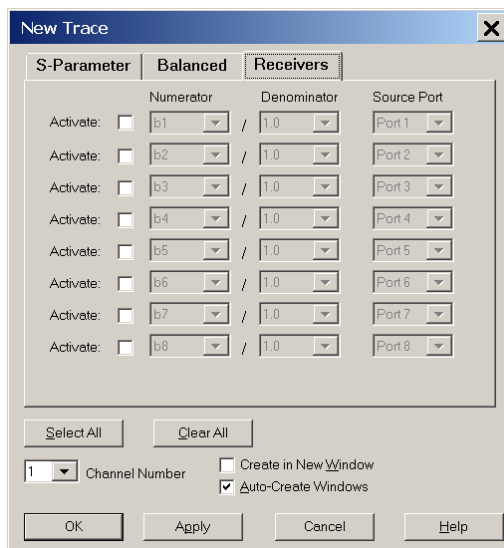 New Trace
S-Parameter Balanced Receivers
Numerator Denominator Source Port
Activate: b1 / 1.0 Port 1
Activate: b2 / 1.0 Port 2
Activate: b3 / 1.0 Port 3
Activate: b4 / 1.0 Port 4
Activate: b5 / 1.0 Port 5
Activate: b6 / 1.0 Port 6
Activate: b7 / 1.0 Port 7
Activate: b8 / 1.0 Port 8
Select All Clear All
1 Channel Number
Create in New Window
Auto-Create Windows
OK Apply Cancel Help